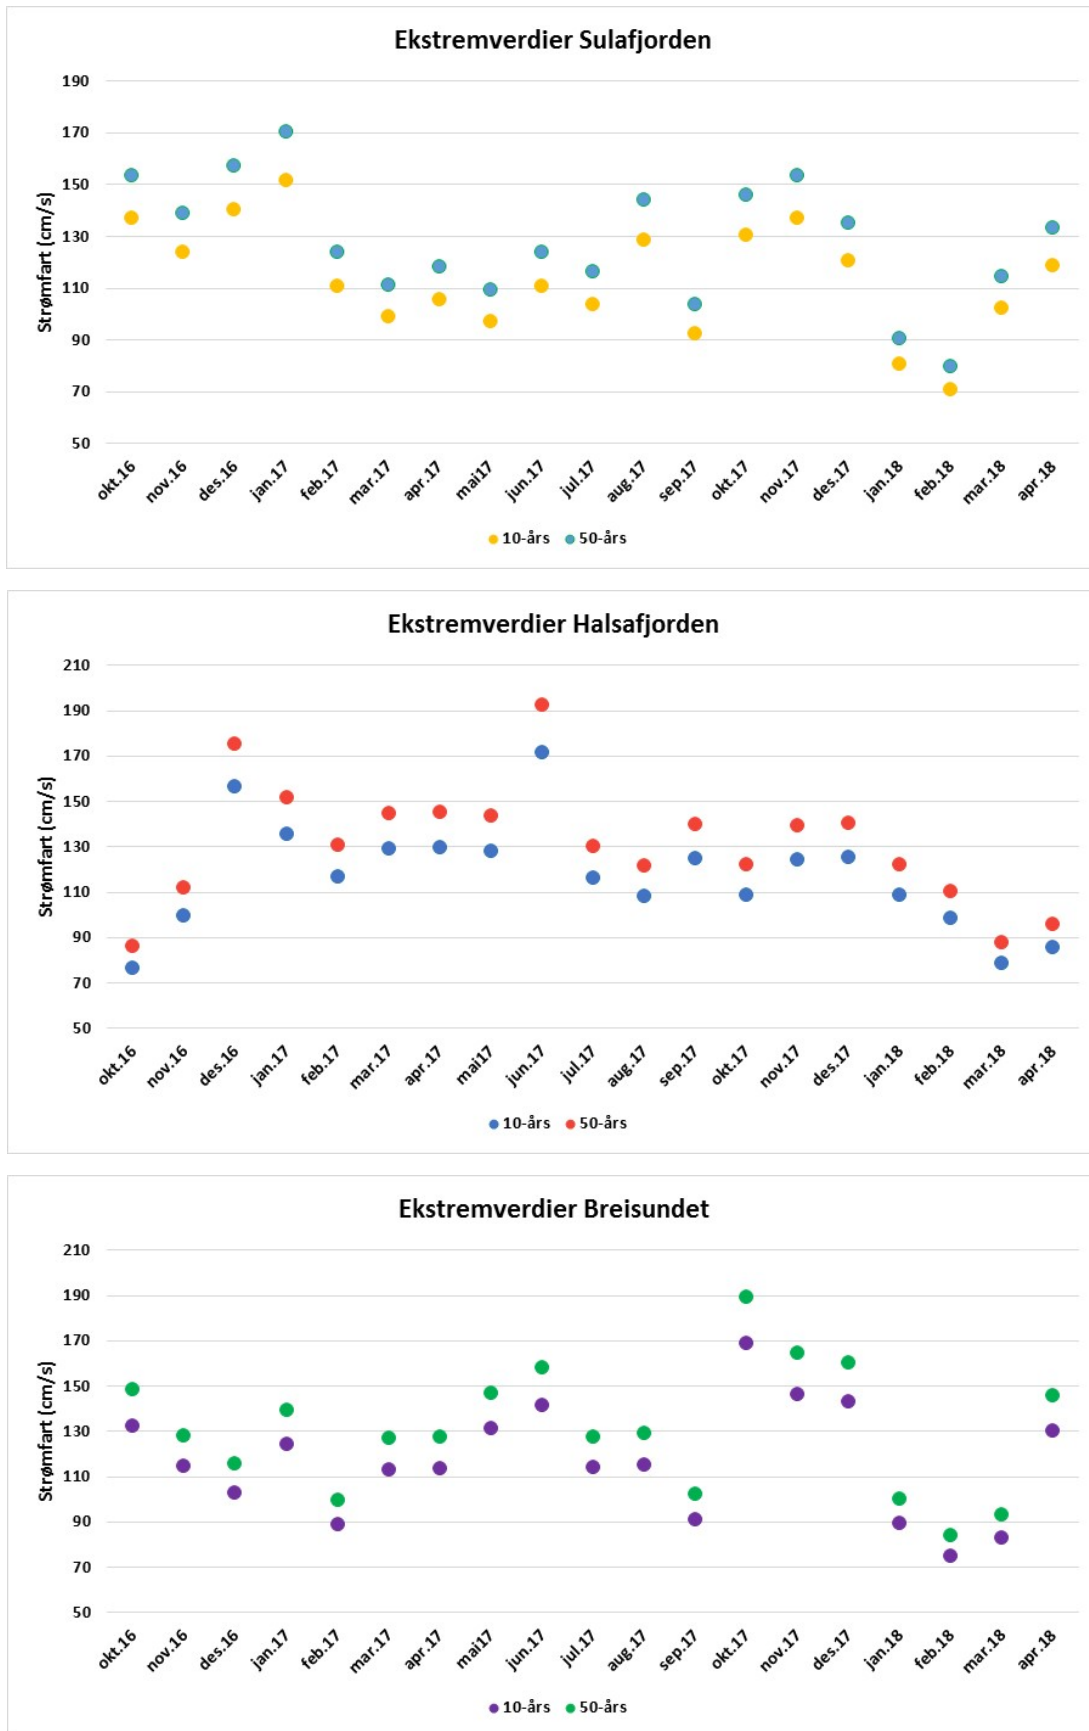 Ekstremverdier Sulafjorden
190
170
150
130
110
90
70
50
Strømfart (cm/s)
okt.16 nov.16 des.16 jan.17 feb.17 mar.17 apr.17 mai17 jun.17 jul.17 aug.17 sep.17 okt.17 nov.17 des.17 jan.18 feb.18 mar.18 apr.18
10-års 50-års
Ekstremverdier Halsafjorden
210
190
170
150
130
110
90
70
50
Strømfart (cm/s)
okt.16 nov.16 des.16 jan.17 feb.17 mar.17 apr.17 mai17 jun.17 jul.17 aug.17 sep.17 okt.17 nov.17 des.17 jan.18 feb.18 mar.18 apr.18
10-års 50-års
Ekstremverdier Breisundet
210
190
170
150
130
110
90
70
50
Strømfart (cm/s)
okt.16 nov.16 des.16 jan.17 feb.17 mar.17 apr.17 mai17 jun.17 jul.17 aug.17 sep.17 okt.17 nov.17 des.17 jan.18 feb.18 mar.18 apr.18
10-års 50-års